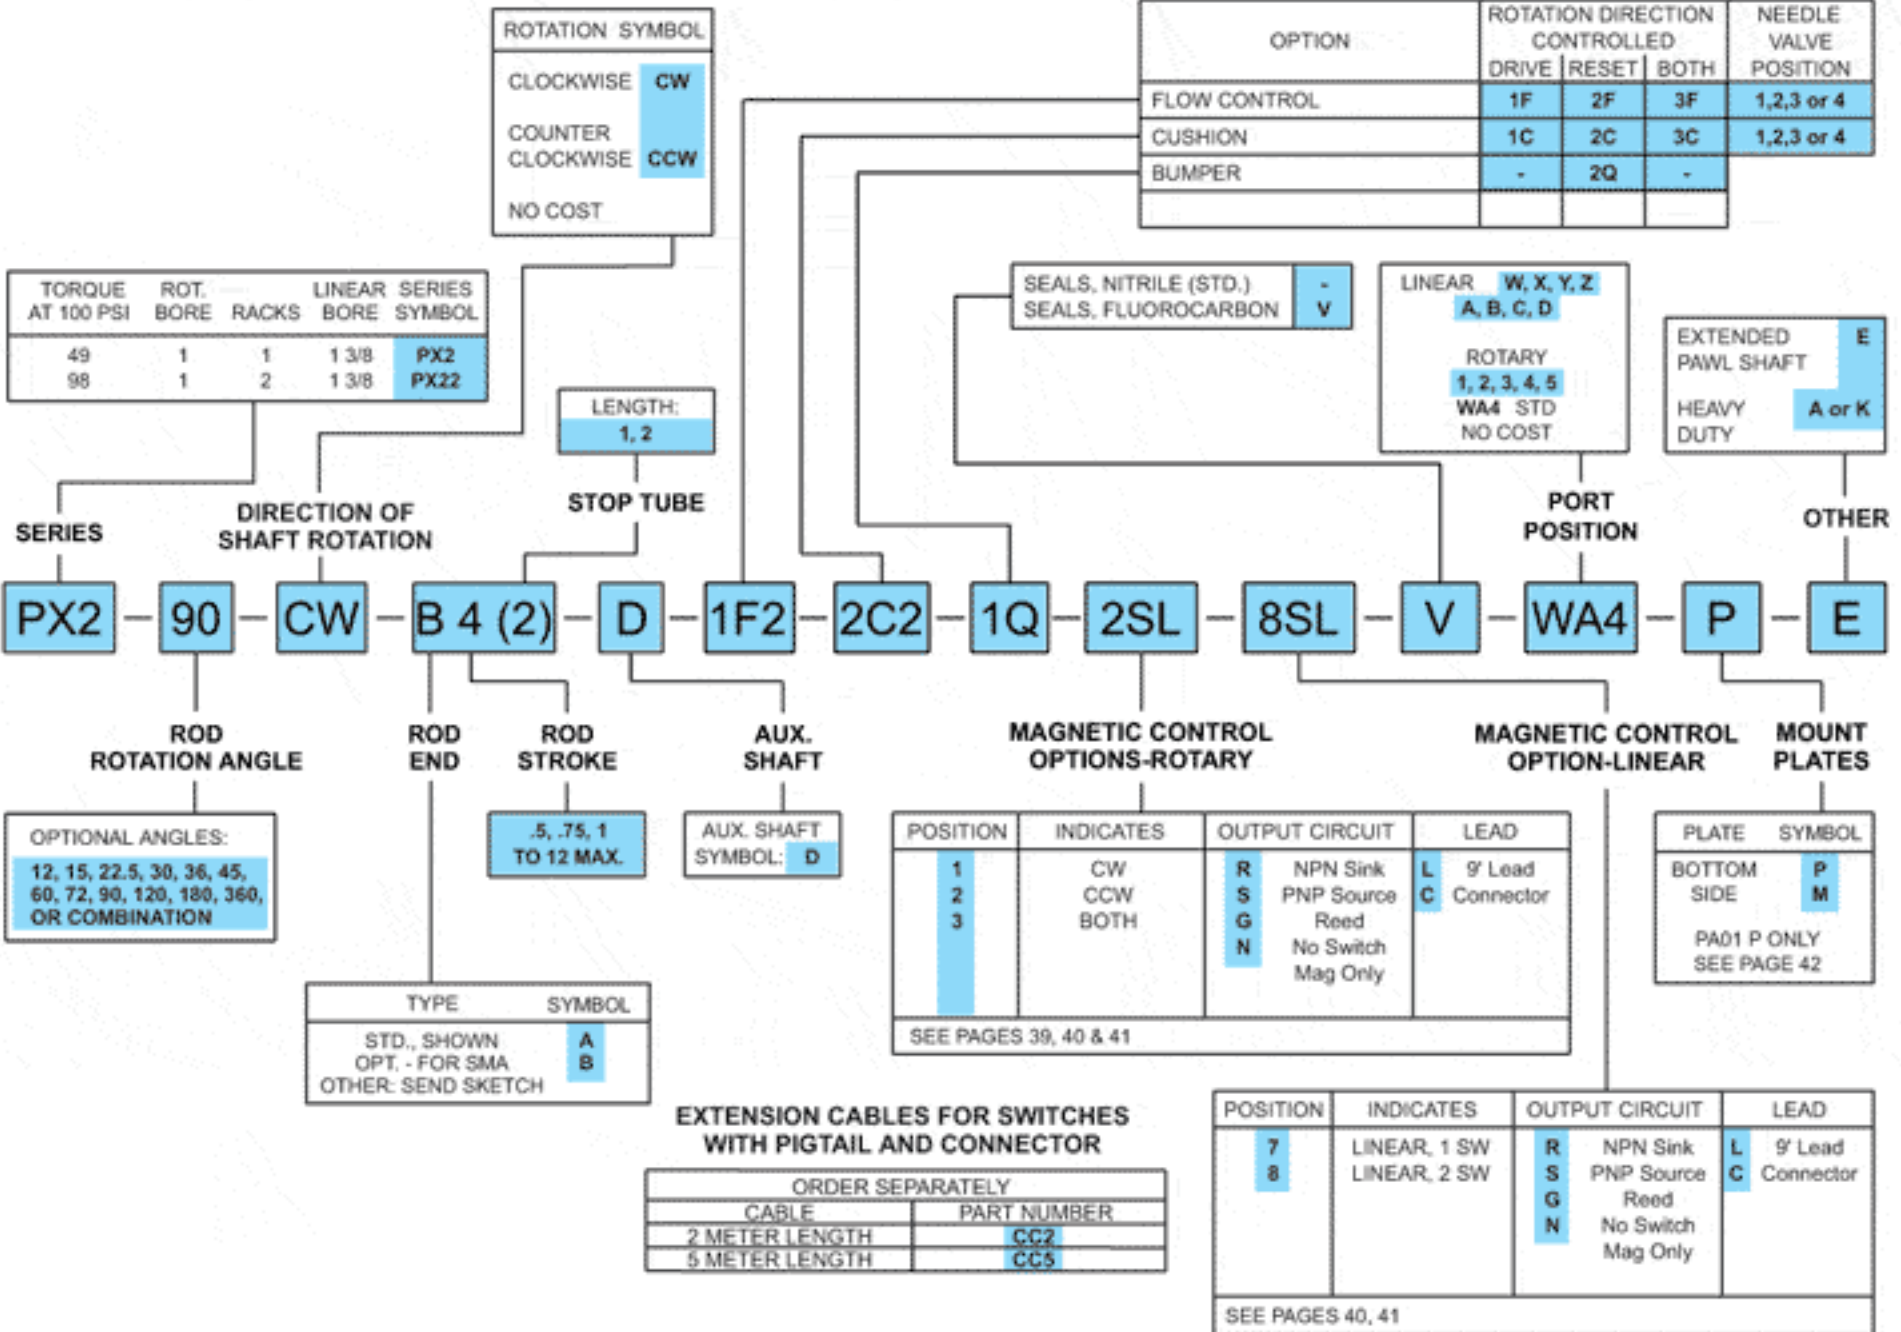 ROTATION SYMBOL
CLOCKWISE CW
COUNTER
CLOCKWISE CCW
NO COST
OPTION ROTATION DIRECTION CONTROLLED NEEDLE VALVE POSITION
DRIVE RESET BOTH
FLOW CONTROL 1F 2F 3F 1,2,3 or 4
CUSHION 1C 2C 3C 1,2,3 or 4
BUMPER - 2Q -
TORQUE AT 100 PSI ROT. BORE RACKS LINEAR BORE SERIES SYMBOL
49 1 1 1 3/8 PX2
98 1 2 1 3/8 PX22
LENGTH:
1, 2
SEALS, NITRILE (STD.) -
SEALS, FLUOROCARBON V
LINEAR W, X, Y, Z
A, B, C, D
ROTARY
1, 2, 3, 4, 5
WA4 STD
NO COST
EXTENDED E
PAWL SHAFT
HEAVY A or K
DUTY
SERIES
DIRECTION OF
SHAFT ROTATION
STOP TUBE
PORT
POSITION
OTHER
PX2 – 90 – CW – B 4 (2) – D – 1F2 – 2C2 – 1Q – 2SL – 8SL – V – WA4 – P – E
ROD
ROTATION ANGLE
ROD
END
ROD
STROKE
AUX.
SHAFT
MAGNETIC CONTROL
OPTIONS-ROTARY
MAGNETIC CONTROL
OPTION-LINEAR
MOUNT
PLATES
OPTIONAL ANGLES:
12, 15, 22.5, 30, 36, 45,
60, 72, 90, 120, 180, 360,
OR COMBINATION
.5, .75, 1
TO 12 MAX.
AUX. SHAFT
SYMBOL: D
POSITION INDICATES OUTPUT CIRCUIT LEAD
1 CW R NPN Sink L 9' Lead
2 CCW S PNP Source C Connector
3 BOTH G Reed
N No Switch
Mag Only
SEE PAGES 39, 40 & 41
PLATE SYMBOL
BOTTOM P
SIDE M
PA01 P ONLY
SEE PAGE 42
TYPE SYMBOL
STD., SHOWN A
OPT. - FOR SMA B
OTHER: SEND SKETCH
EXTENSION CABLES FOR SWITCHES
WITH PIGTAIL AND CONNECTOR
ORDER SEPARATELY
CABLE PART NUMBER
2 METER LENGTH CC2
5 METER LENGTH CC5
POSITION INDICATES OUTPUT CIRCUIT LEAD
7 LINEAR, 1 SW R NPN Sink L 9' Lead
8 LINEAR, 2 SW S PNP Source C Connector
G Reed
N No Switch
Mag Only
SEE PAGES 40, 41